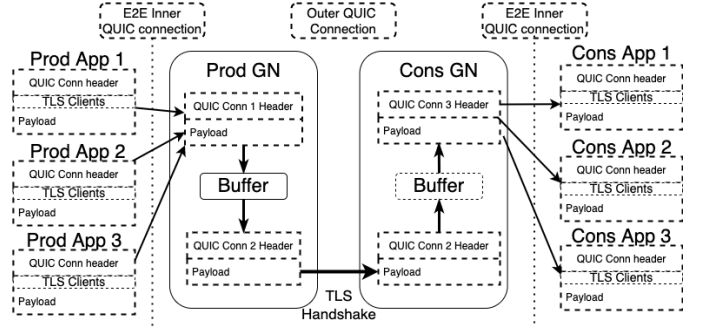 E2E Inner
QUIC connection
Outer QUIC
Connection
E2E Inner
QUIC connection
Prod App 1
QUIC Conn header
TLS Clients
Payload
Prod App 2
QUIC Conn header
TLS Clients
Payload
Prod App 3
QUIC Conn header
TLS Clients
Payload
Prod GN
QUIC Conn 1 Header
Payload
Buffer
QUIC Conn 2 Header
Payload
TLS
Handshake
Cons GN
QUIC Conn 3 Header
Payload
Buffer
QUIC Conn 2 Header
Payload
Cons App 1
QUIC Conn header
TLS Clients
Payload
Cons App 2
QUIC Conn header
TLS Clients
Payload
Cons App 3
QUIC Conn header
TLS Clients
Payload